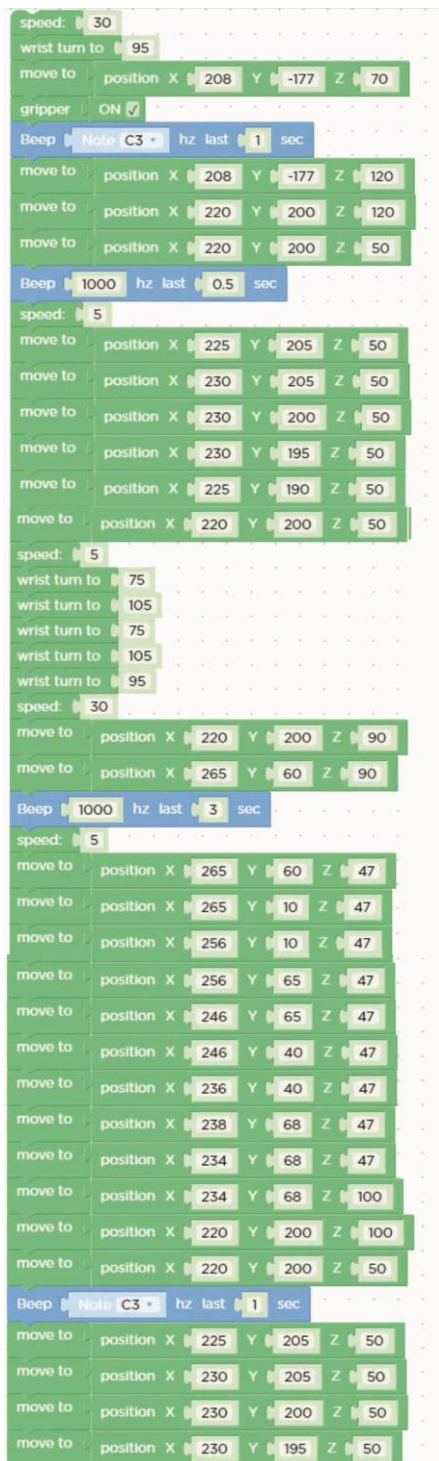 speed: 30
wrist turn to 95
move to position X 208 Y -177 Z 70
gripper ON
Beep Note C3 hz last 1 sec
move to position X 208 Y -177 Z 120
move to position X 220 Y 200 Z 120
move to position X 220 Y 200 Z 50
Beep 1000 hz last 0.5 sec
speed: 5
move to position X 225 Y 205 Z 50
move to position X 230 Y 205 Z 50
move to position X 230 Y 200 Z 50
move to position X 230 Y 195 Z 50
move to position X 225 Y 190 Z 50
move to position X 220 Y 200 Z 50
speed: 5
wrist turn to 75
wrist turn to 105
wrist turn to 75
wrist turn to 105
wrist turn to 95
speed: 30
move to position X 220 Y 200 Z 90
move to position X 265 Y 60 Z 90
Beep 1000 hz last 3 sec
speed: 5
move to position X 265 Y 60 Z 47
move to position X 265 Y 10 Z 47
move to position X 256 Y 10 Z 47
move to position X 256 Y 65 Z 47
move to position X 246 Y 65 Z 47
move to position X 246 Y 40 Z 47
move to position X 236 Y 40 Z 47
move to position X 238 Y 68 Z 47
move to position X 234 Y 68 Z 47
move to position X 234 Y 68 Z 100
move to position X 220 Y 200 Z 100
move to position X 220 Y 200 Z 50
Beep Note C3 hz last 1 sec
move to position X 225 Y 205 Z 50
move to position X 230 Y 205 Z 50
move to position X 230 Y 200 Z 50
move to position X 230 Y 195 Z 50